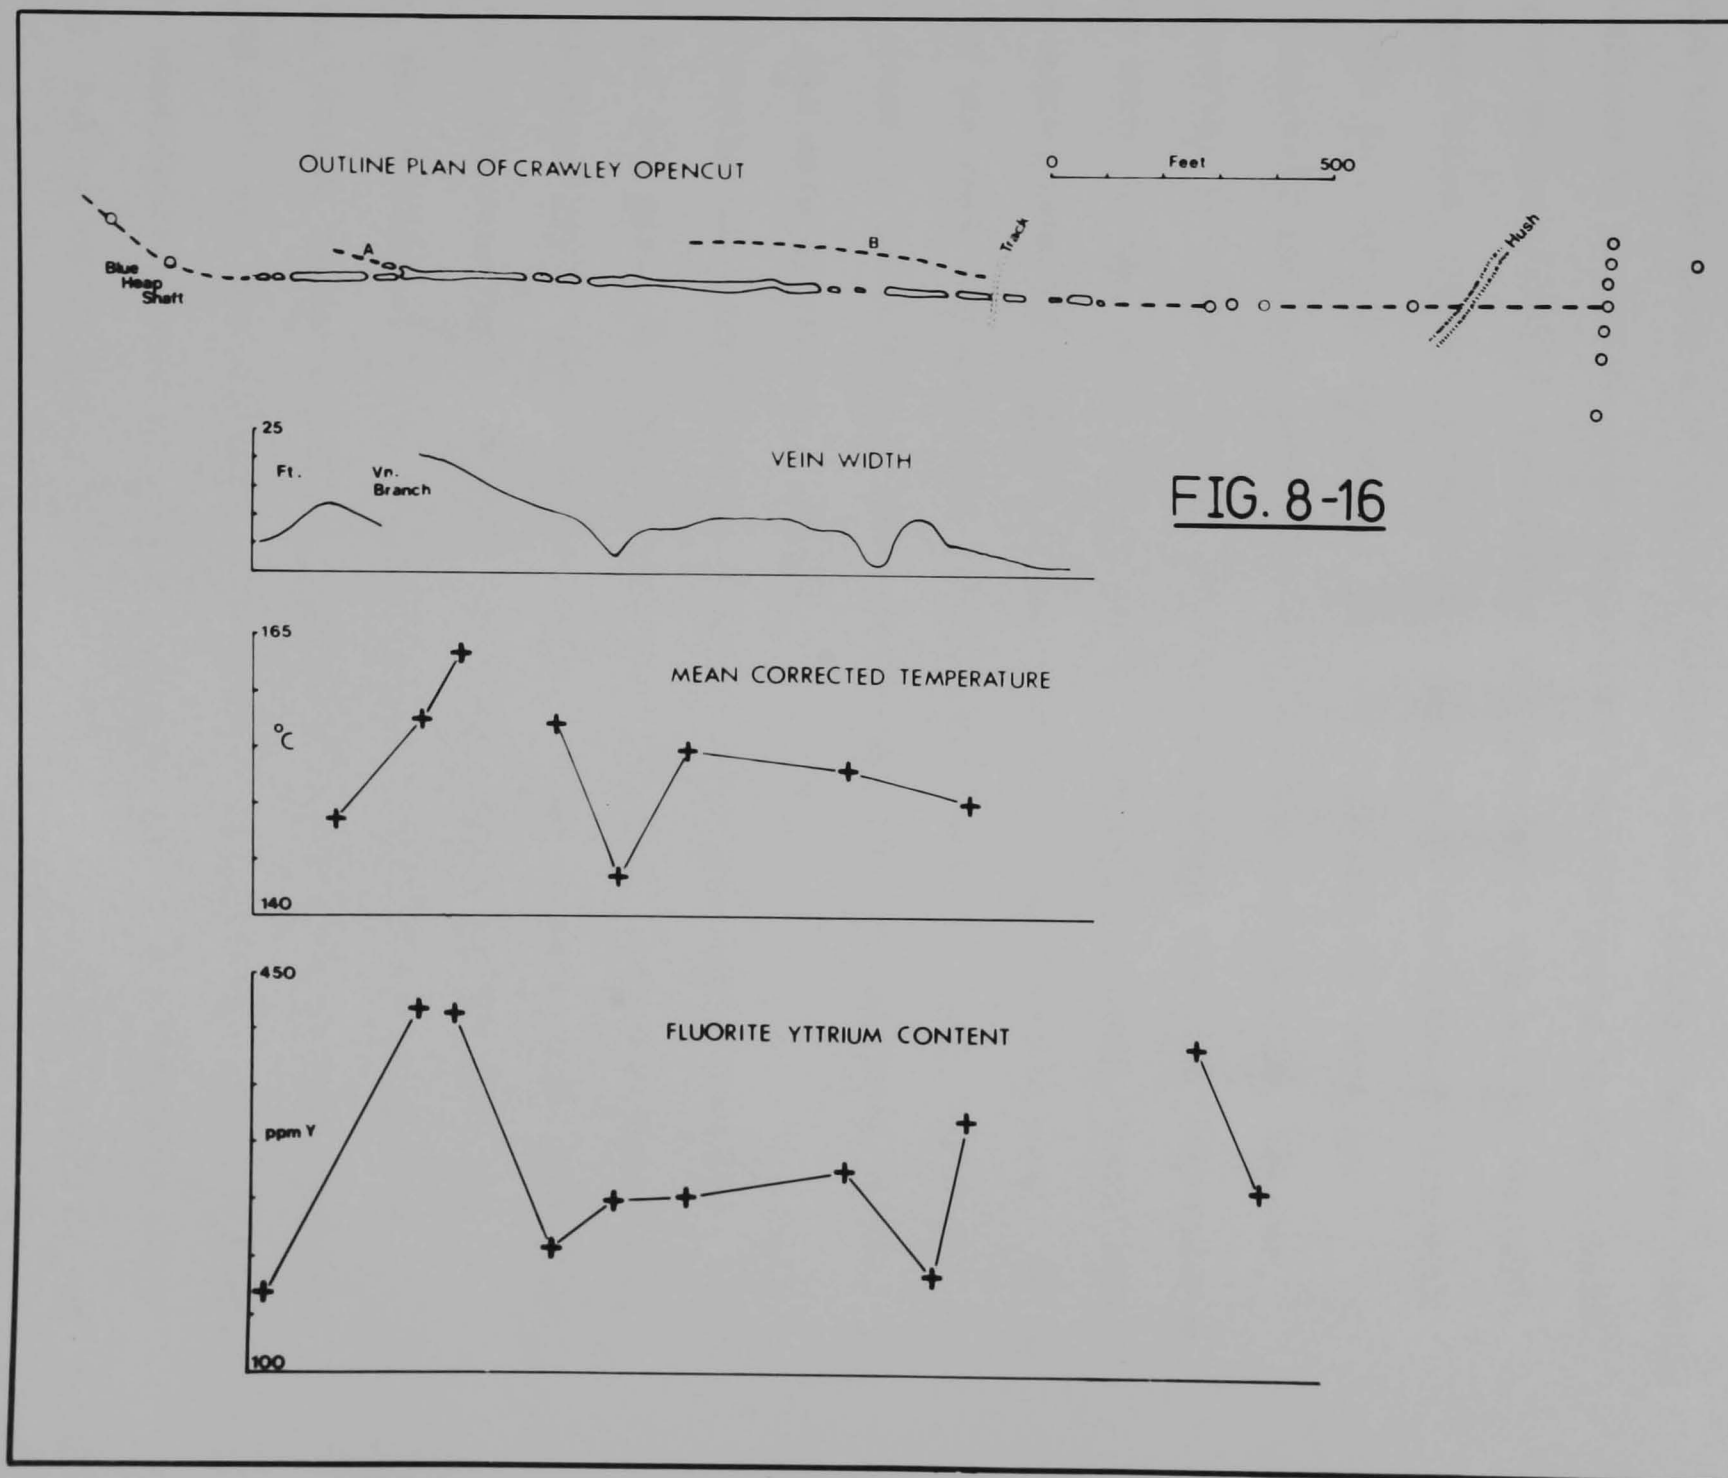 OUTLINE PLAN OF CRAWLEY OPENCUT
0 Feet 500
Track
Hush
A
B
Blue
Heap
Shaft
25
Ft.
Vn.
Branch
VEIN WIDTH
FIG. 8-16
165
MEAN CORRECTED TEMPERATURE
°C
140
450
FLUORITE YTTRIUM CONTENT
ppm Y
100